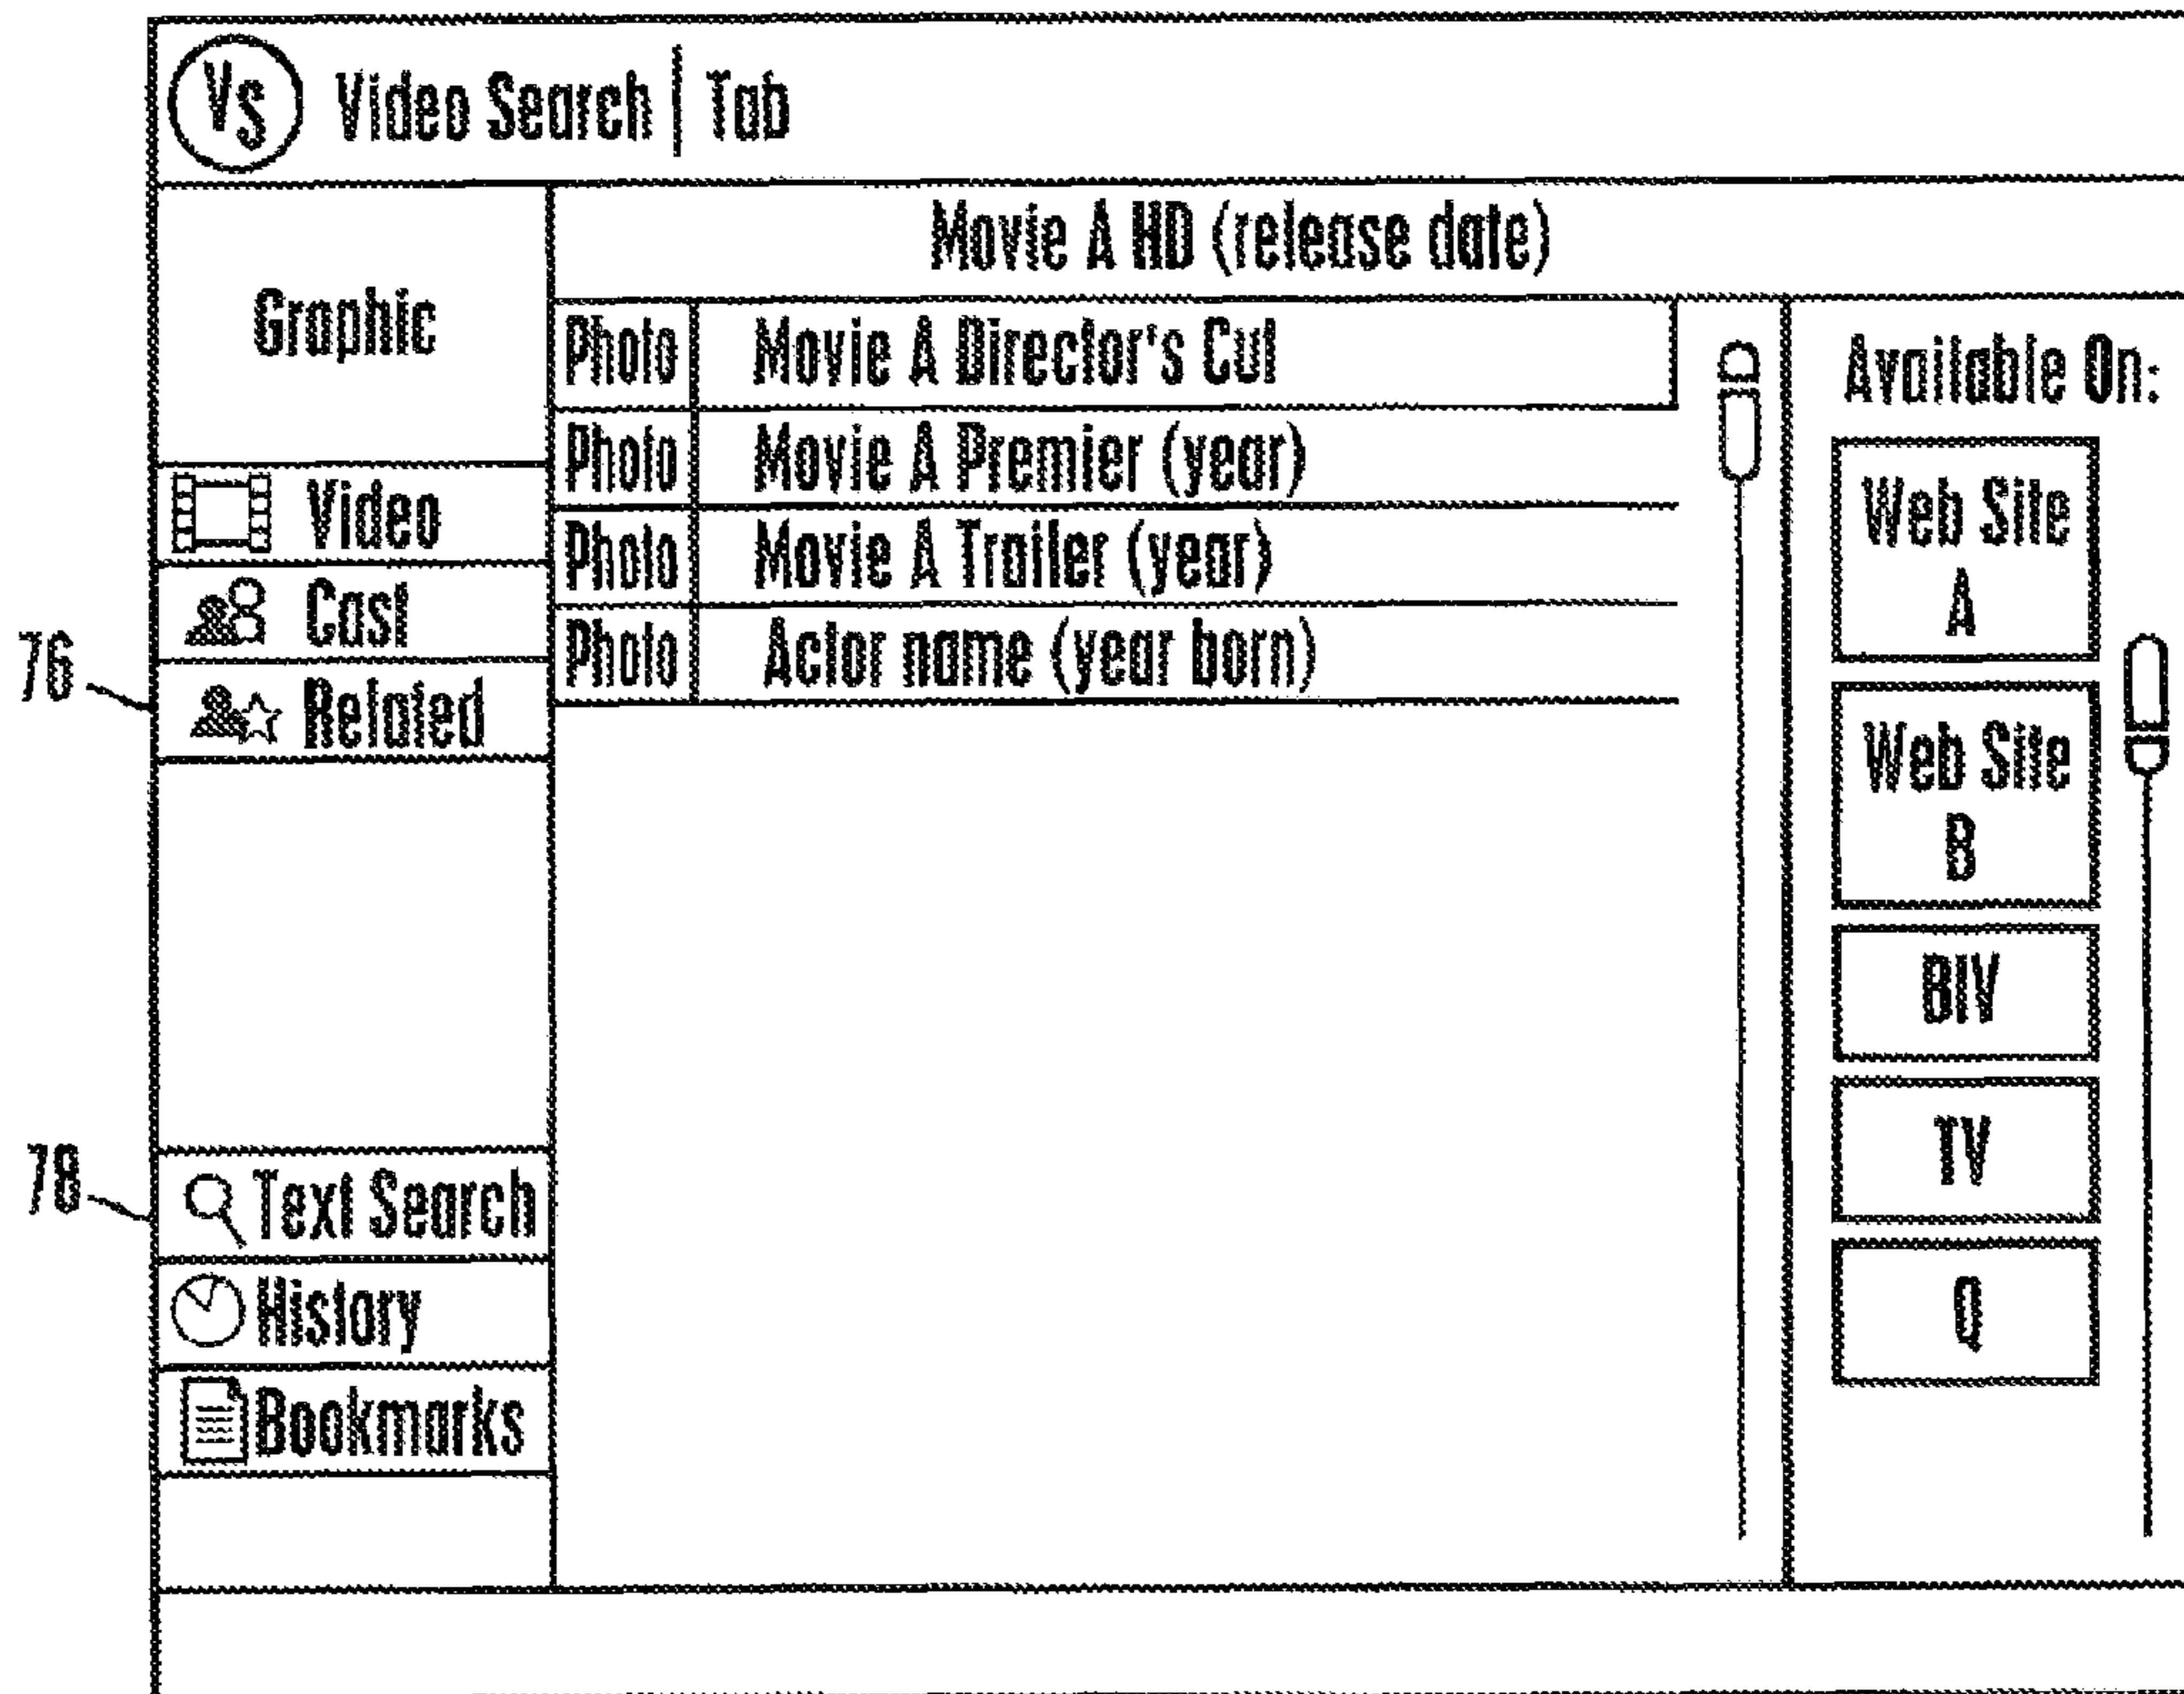 VS Video Search | Tab
Movie A HD (release date)
Graphic
Photo Movie A Director's Cut
Photo Movie A Premier (year)
Photo Movie A Trailer (year)
Photo Actor name (year born)
Video
Cast
76
Related
78
Text Search
History
Bookmarks
Available On:
Web Site
A
Web Site
B
BIV
TV
Q